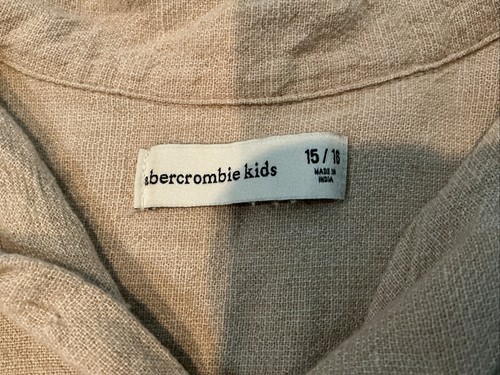 abercrombie kids
15 / 16
MADE IN
INDIA